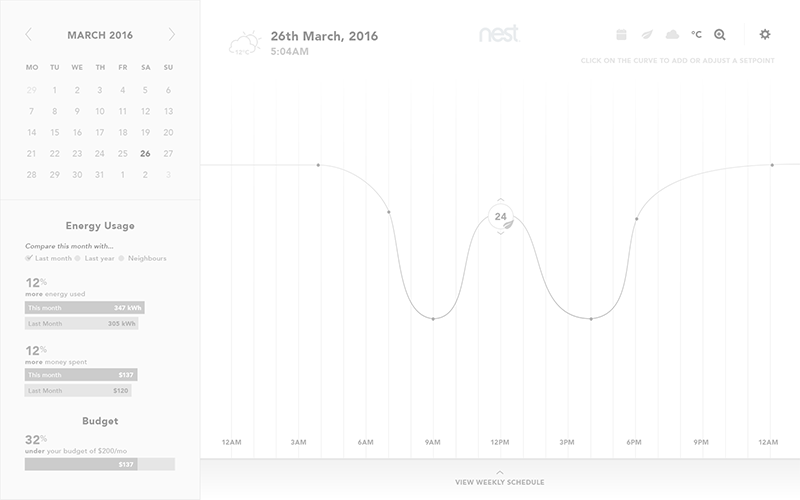 MARCH 2016
MO TU WE TH FR SA SU
29 1 2 3 4 5 6
7 8 9 10 11 12 13
14 15 16 17 18 19 20
21 22 23 24 25 26 27
28 29 30 31 1 2 3
Energy Usage
Compare this month with...
Last month Last year Neighbours
12%
more energy used
This month 347 kWh
Last Month 305 kWh
12%
more money spent
This month $137
Last Month $120
Budget
32%
under your budget of $200/mo
$137
12°C
26th March, 2016
5:04AM
nest
°C
CLICK ON THE CURVE TO ADD OR ADJUST A SETPOINT
24
12AM 3AM 6AM 9AM 12PM 3PM 6PM 9PM 12AM
VIEW WEEKLY SCHEDULE